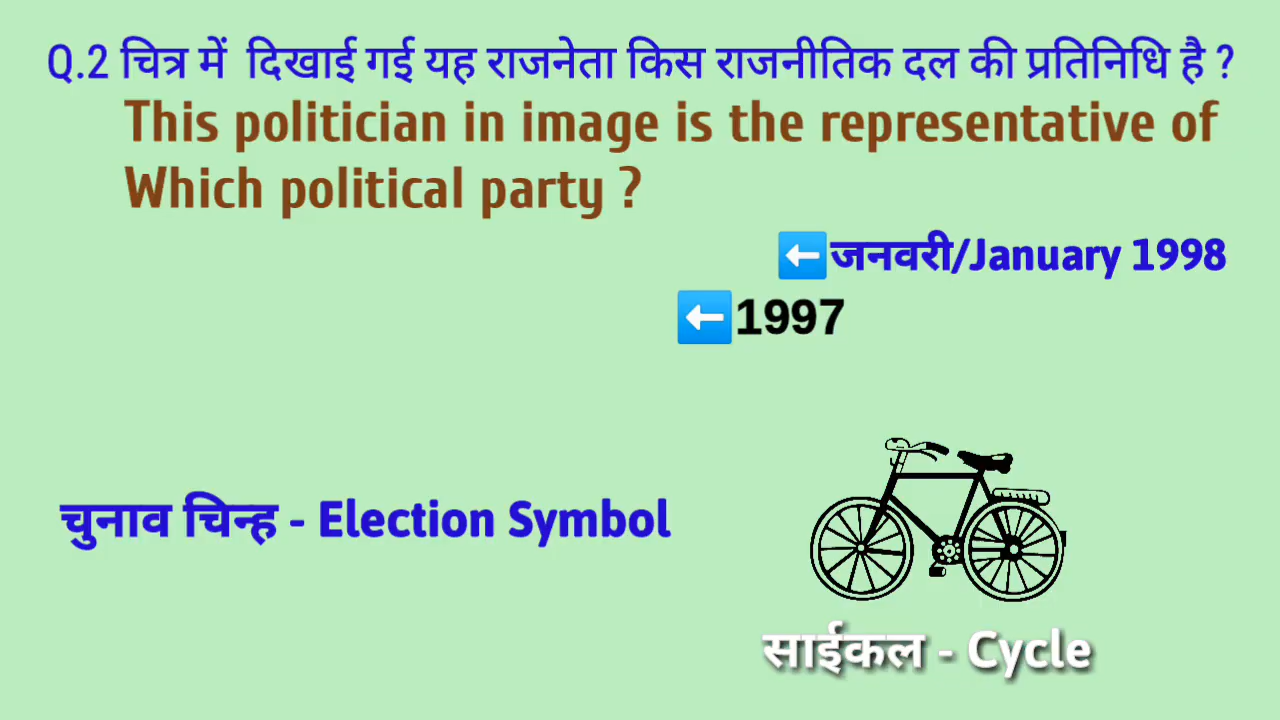 Q.2 चित्र में दिखाई गई यह राजनेता किस राजनीतिक दल की प्रतिनिधि है ?
This politician in image is the representative of
Which political party ?
जनवरी/January 1998
1997
चुनाव चिन्ह - Election Symbol
साईकल - Cycle